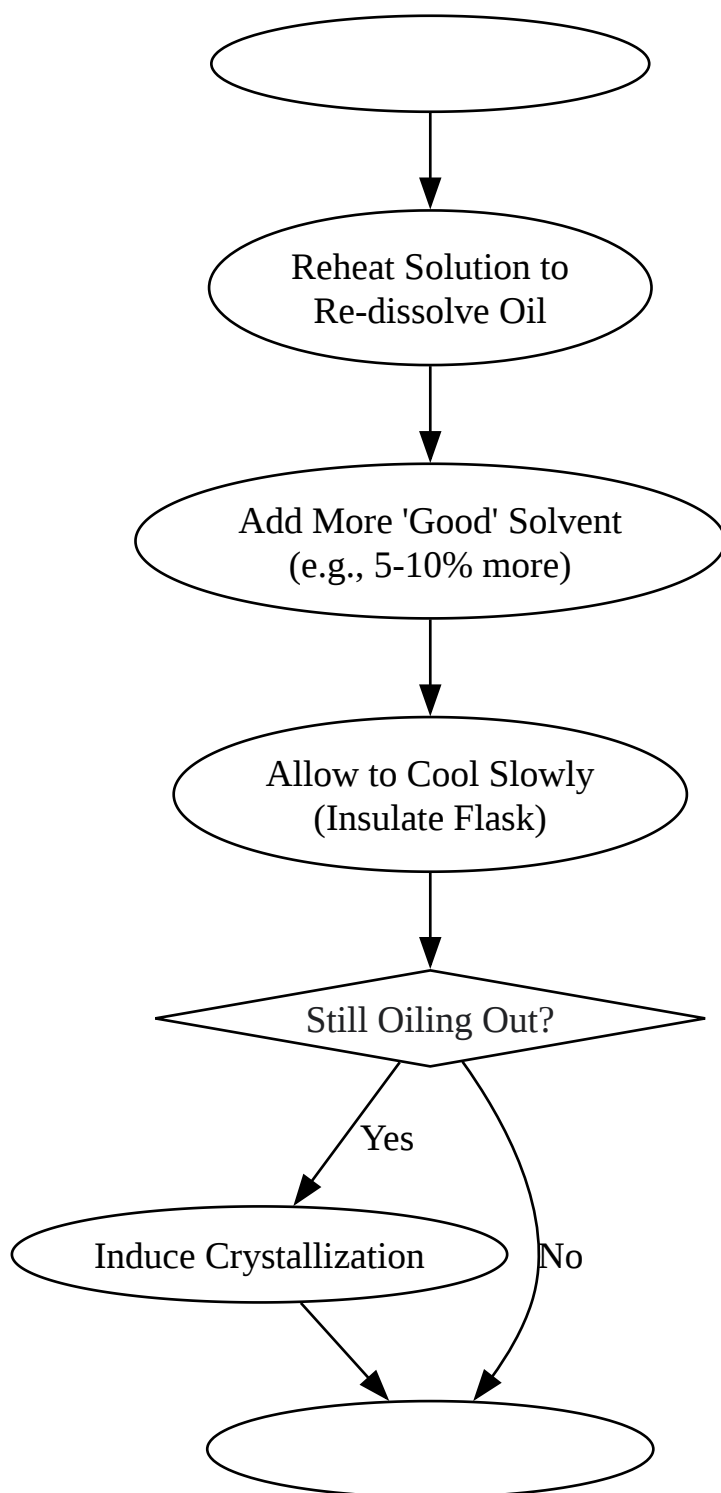 Reheat Solution to
Re-dissolve Oil
Add More 'Good' Solvent
(e.g., 5-10% more)
Allow to Cool Slowly
(Insulate Flask)
Still Oiling Out?
Yes
Induce Crystallization
No